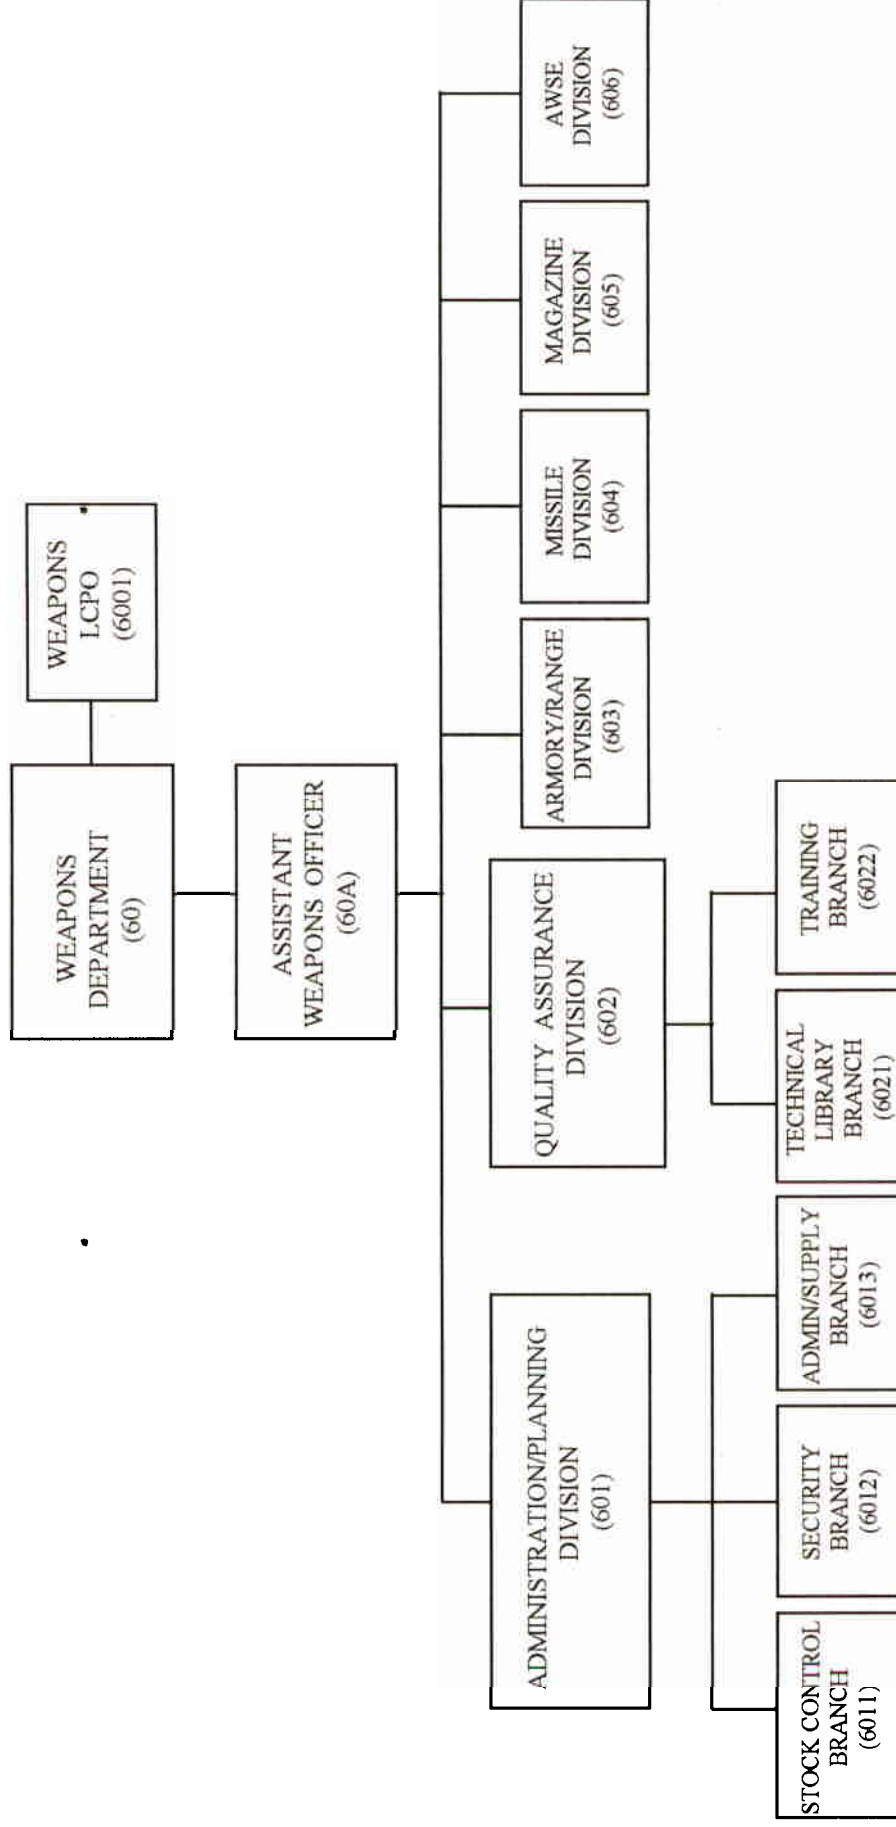 WEAPONS
DEPARTMENT
(60)
WEAPONS
LCPO
(6001)
ASSISTANT
WEAPONS OFFICER
(60A)
ADMINISTRATION/PLANNING
DIVISION
(601)
QUALITY ASSURANCE
DIVISION
(602)
ARMORY/RANGE
DIVISION
(603)
MISSILE
DIVISION
(604)
MAGAZINE
DIVISION
(605)
AWSE
DIVISION
(606)
STOCK CONTROL
BRANCH
(6011)
SECURITY
BRANCH
(6012)
ADMIN/SUPPLY
BRANCH
(6013)
TECHNICAL
LIBRARY
BRANCH
(6021)
TRAINING
BRANCH
(6022)